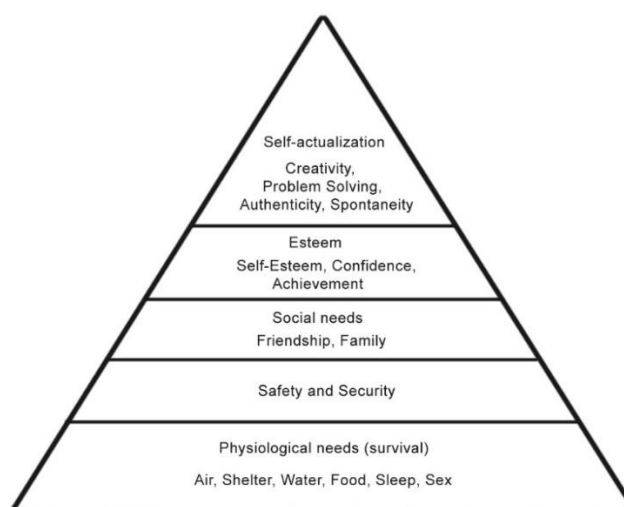 Self-actualization
Creativity,
Problem Solving,
Authenticity, Spontaneity
Esteem
Self-Esteem, Confidence,
Achievement
Social needs
Friendship, Family
Safety and Security
Physiological needs (survival)
Air, Shelter, Water, Food, Sleep, Sex